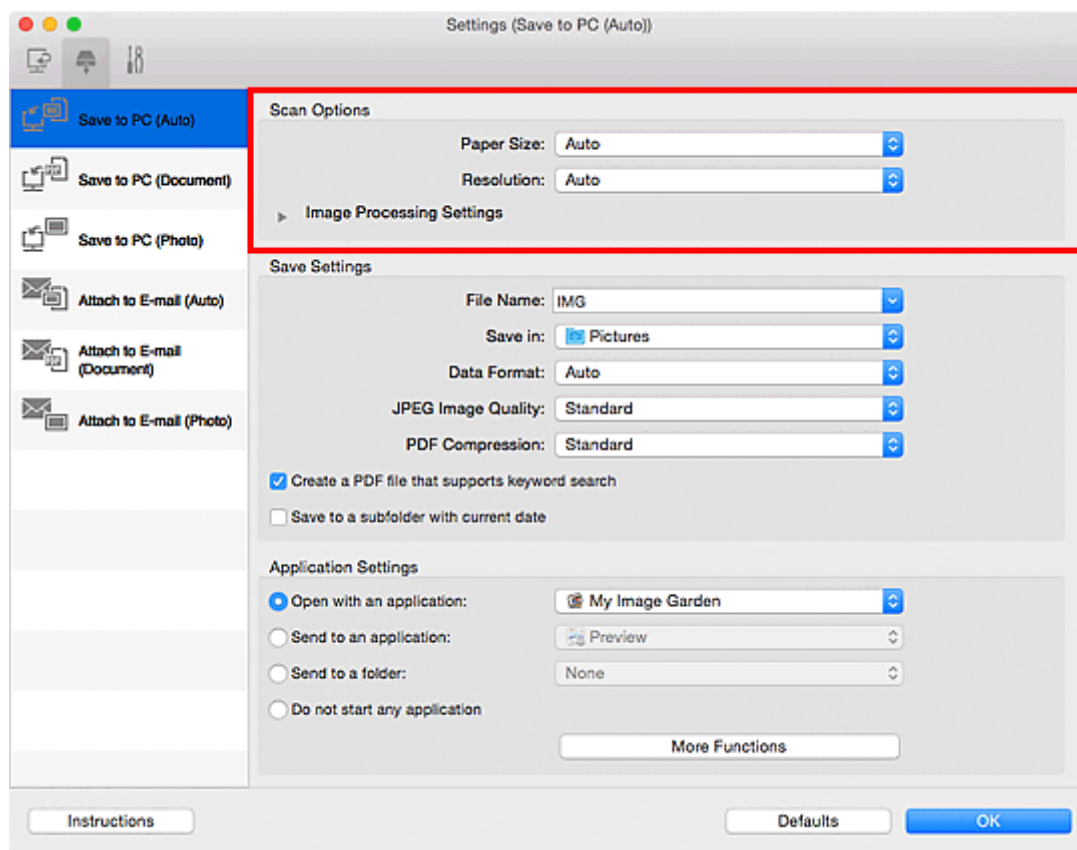 Settings (Save to PC (Auto))
Save to PC (Auto)
Save to PC (Document)
Save to PC (Photo)
Attach to E-mail (Auto)
Attach to E-mail
(Document)
Attach to E-mail (Photo)
Scan Options
Paper Size: Auto
Resolution: Auto
Image Processing Settings
Save Settings
File Name: IMG
Save in: Pictures
Data Format: Auto
JPEG Image Quality: Standard
PDF Compression: Standard
Create a PDF file that supports keyword search
Save to a subfolder with current date
Application Settings
Open with an application: My Image Garden
Send to an application: Preview
Send to a folder: None
Do not start any application
More Functions
Instructions
Defaults
OK